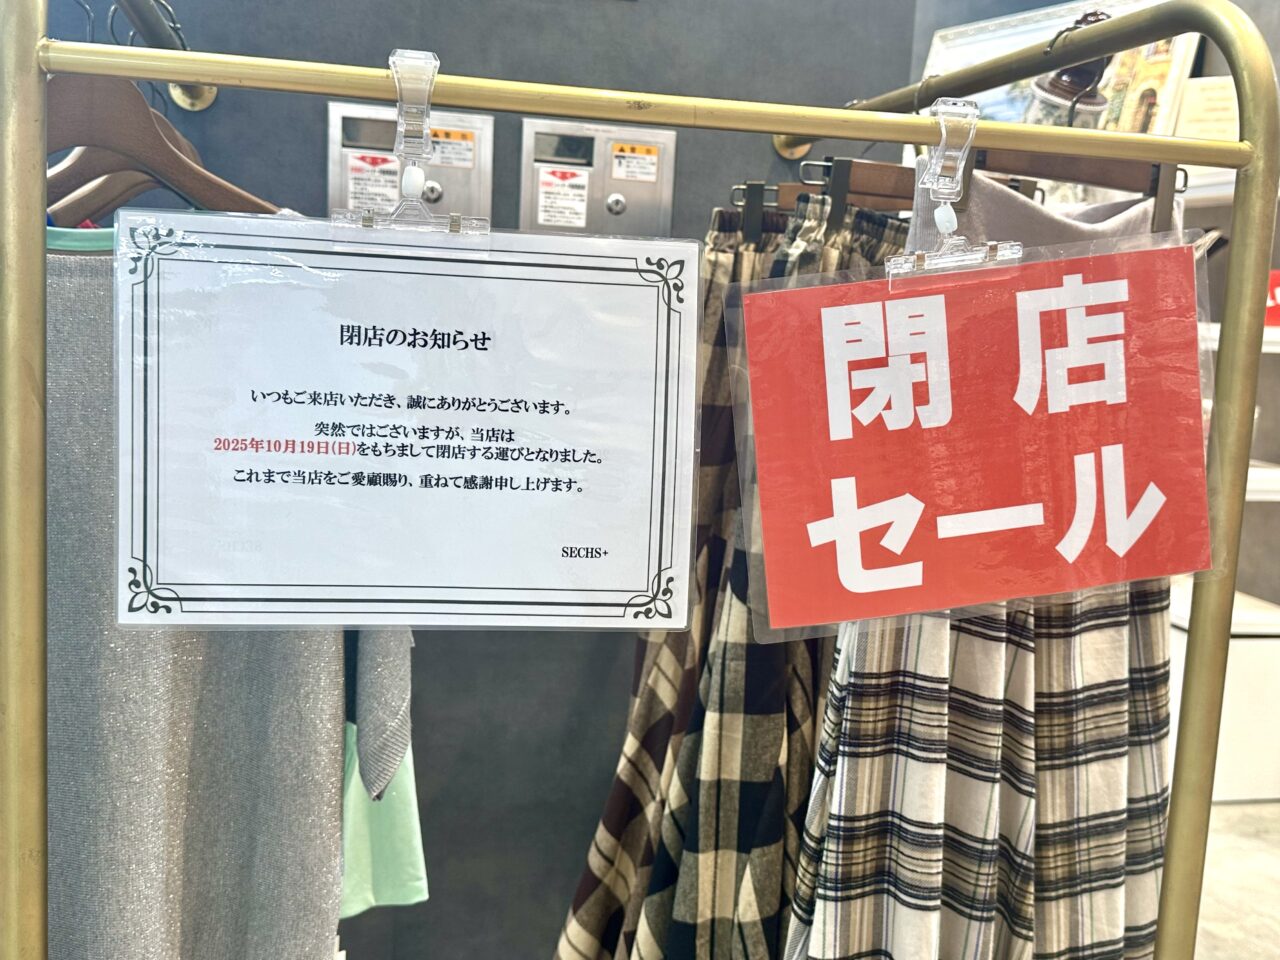 閉店のお知らせ
いつもご来店いただき、誠にありがとうございます。
突然ではございますが、当店は
2025年10月19日(日)をもちまして閉店する運びとなりました。
これまで当店をご愛顧賜り、重ねて感謝申し上げます。
SECHS+
閉店
セール